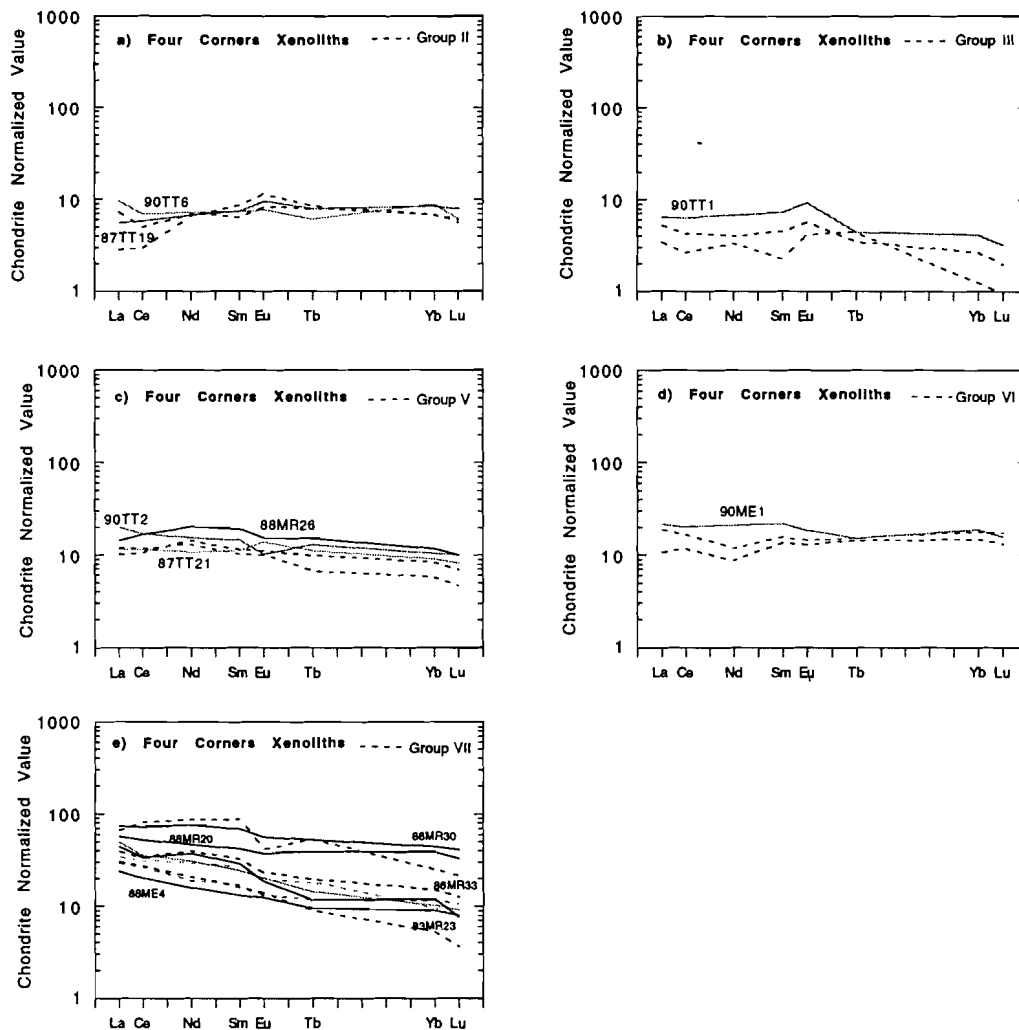 1000
a) Four Corners Xenoliths
Group II
100
10
1
Chondrite Normalized Value
90TT6
87TT19
La Ce Nd Sm Eu Tb Yb Lu
1000
b) Four Corners Xenoliths
Group III
100
10
1
Chondrite Normalized Value
90TT1
La Ce Nd Sm Eu Tb Yb Lu
1000
c) Four Corners Xenoliths
Group V
100
10
1
Chondrite Normalized Value
90TT2
88MR26
87TT21
La Ce Nd Sm Eu Tb Yb Lu
1000
d) Four Corners Xenoliths
Group VI
100
10
1
Chondrite Normalized Value
90ME1
La Ce Nd Sm Eu Tb Yb Lu
1000
e) Four Corners Xenoliths
Group VII
100
10
1
Chondrite Normalized Value
88MR20
88MR30
88ME4
86MR33
83MR23
La Ce Nd Sm Eu Tb Yb Lu